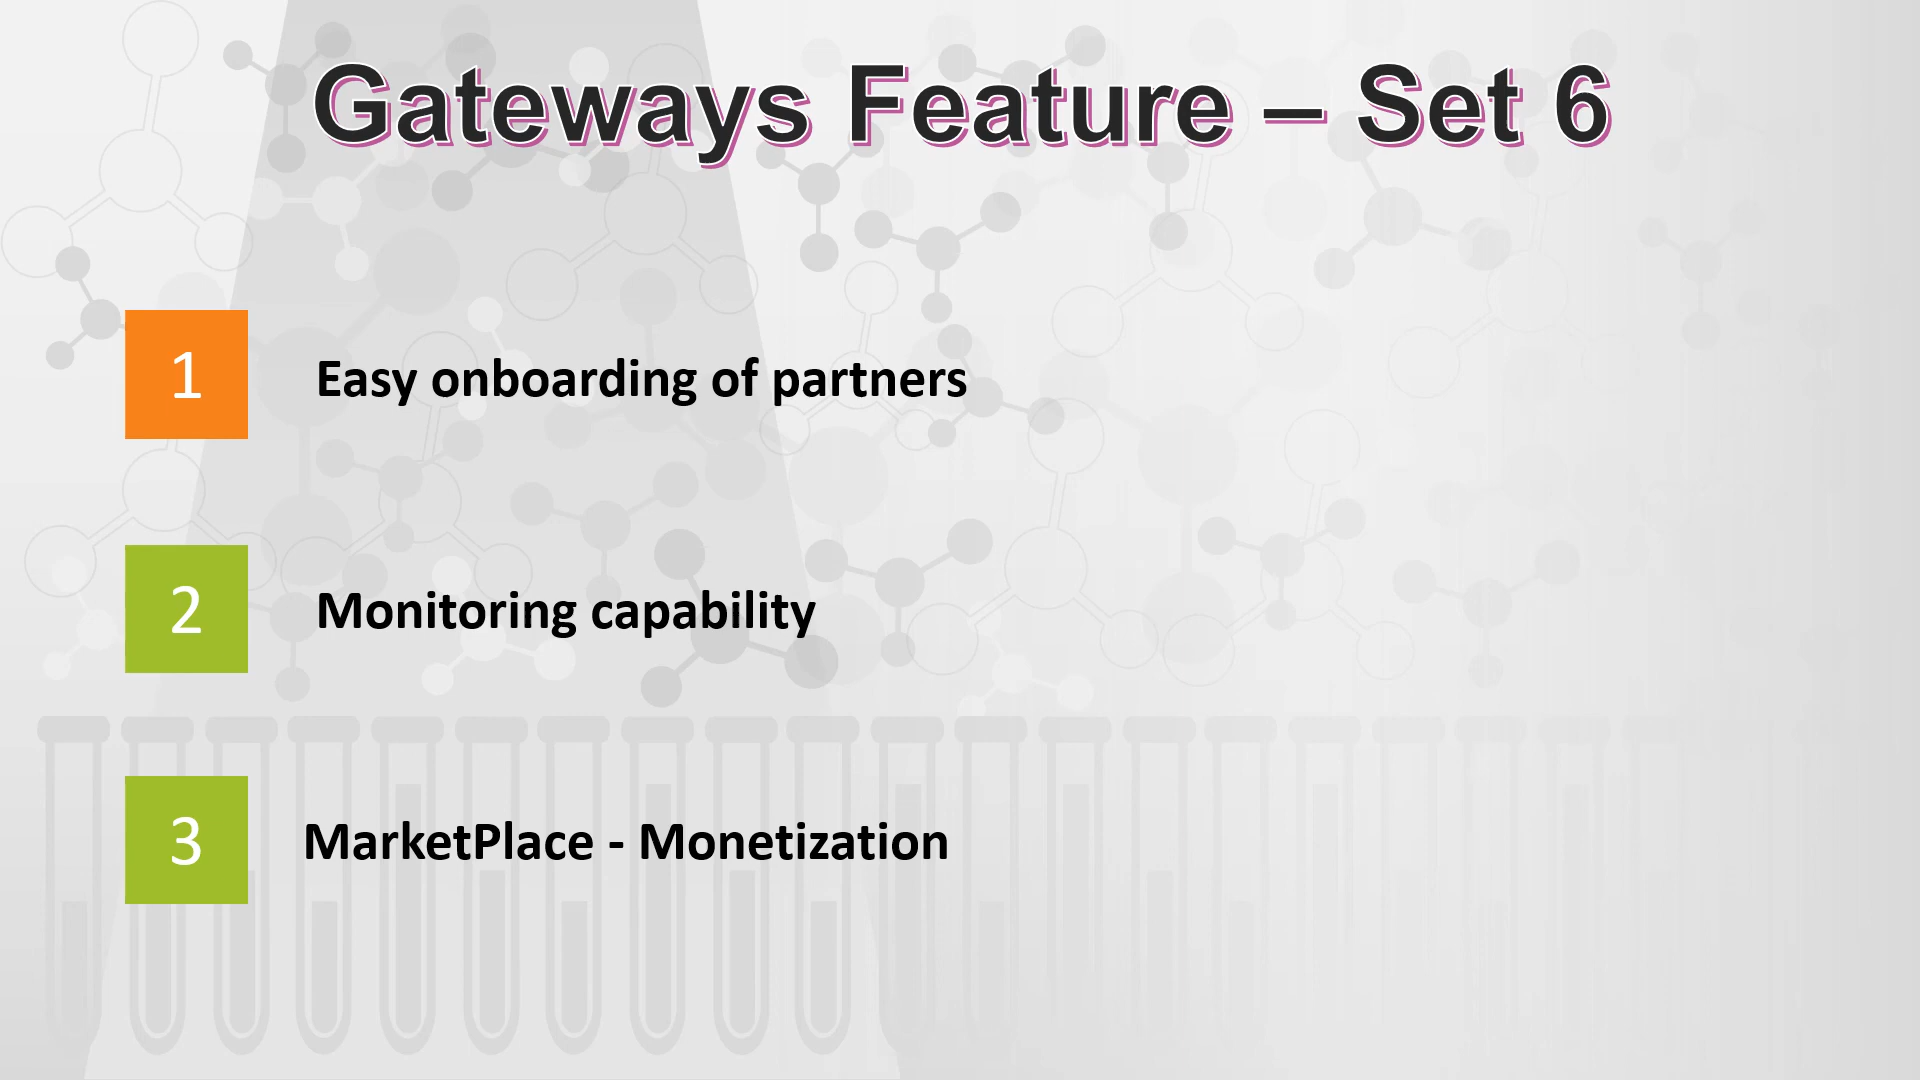 Gateways Feature – Set 6
1 Easy onboarding of partners
2 Monitoring capability
3 MarketPlace - Monetization